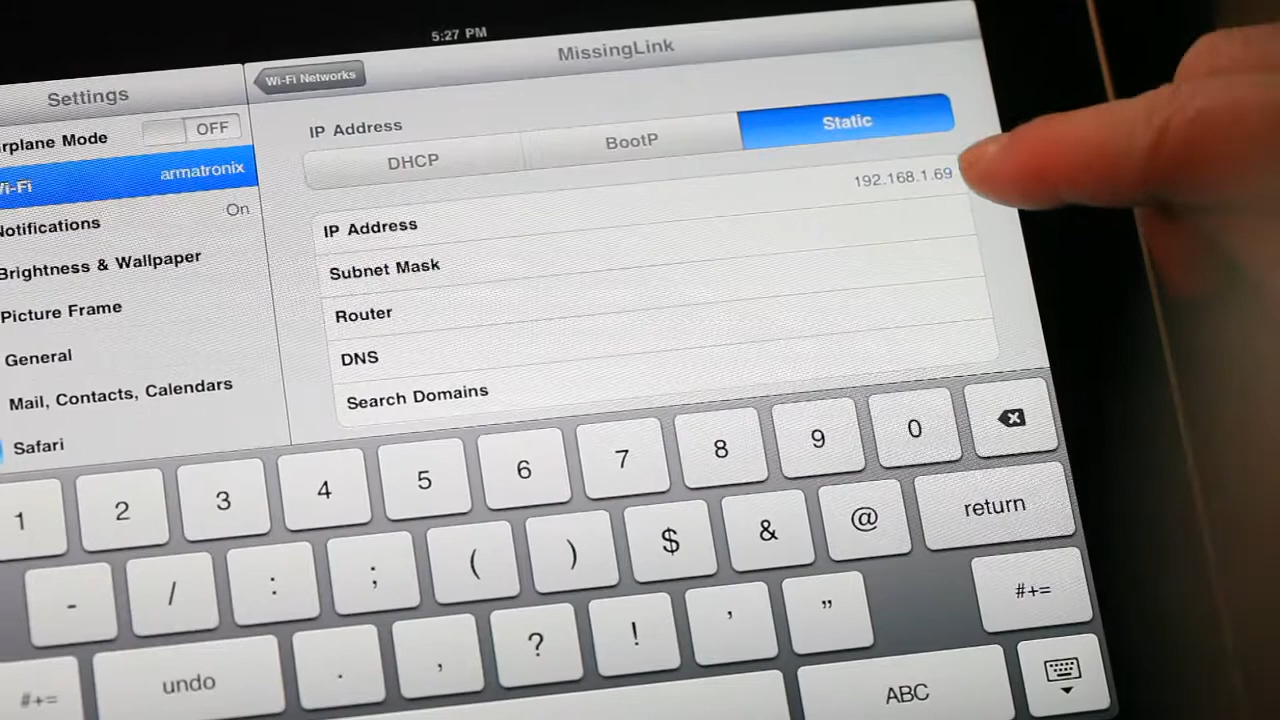 5:27 PM
Settings
Wi-Fi Networks
MissingLink
rplane Mode
OFF
i-Fi
armatronix
Notifications
On
Brightness & Wallpaper
Picture Frame
General
Mail, Contacts, Calendars
Safari
IP Address
DHCP
BootP
Static
IP Address
192.168.1.69
Subnet Mask
Router
DNS
Search Domains
1 2 3 4 5 6 7 8 9 0
- / : ; ( ) $ & @ return
#+= undo . , ? ! ' " #+=
ABC